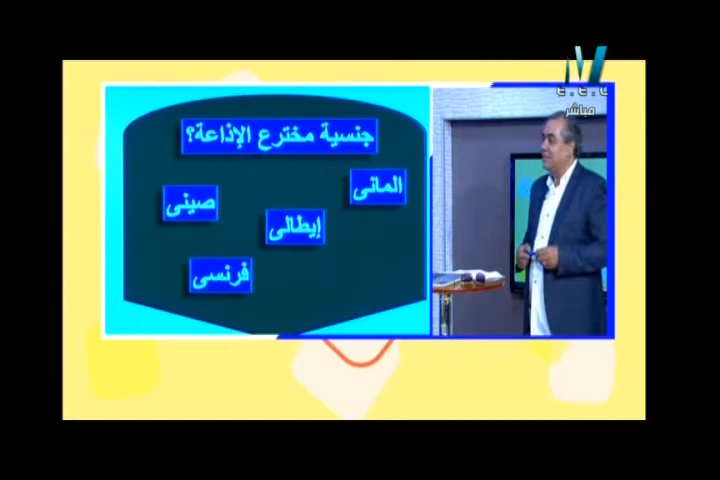 جنسية مخترع الإذاعة؟
المانى
صينى
إيطالى
فرنسى
مباشر